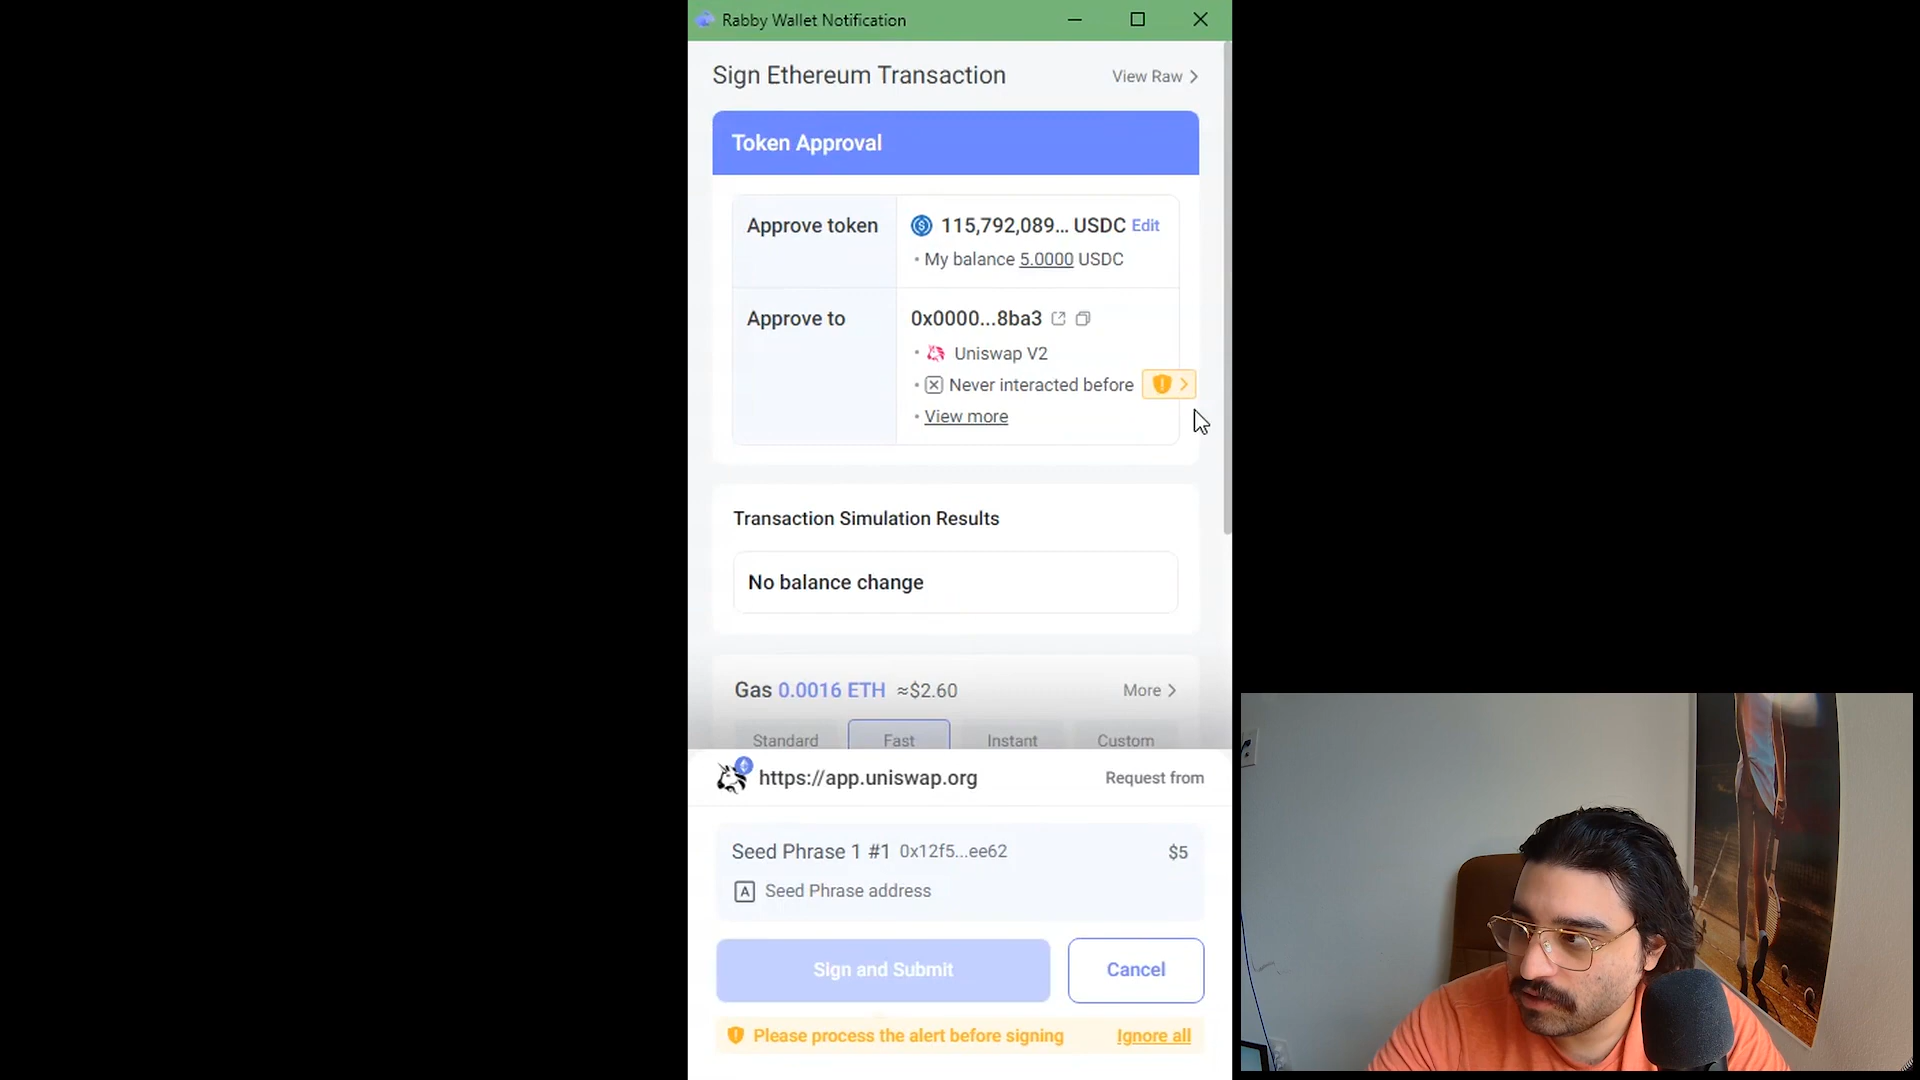 Rabby Wallet Notification
Sign Ethereum Transaction
View Raw
Token Approval
Approve token
115,792,089... USDC Edit
• My balance 5.0000 USDC
Approve to
0x0000...8ba3
• Uniswap V2
• Never interacted before
• View more
Transaction Simulation Results
No balance change
Gas 0.0016 ETH ≈$2.60
More
Standard
Fast
Instant
Custom
https://app.uniswap.org
Request from
Seed Phrase 1 #1 0x12f5...ee62
$5
A Seed Phrase address
Sign and Submit
Cancel
Please process the alert before signing
Ignore all